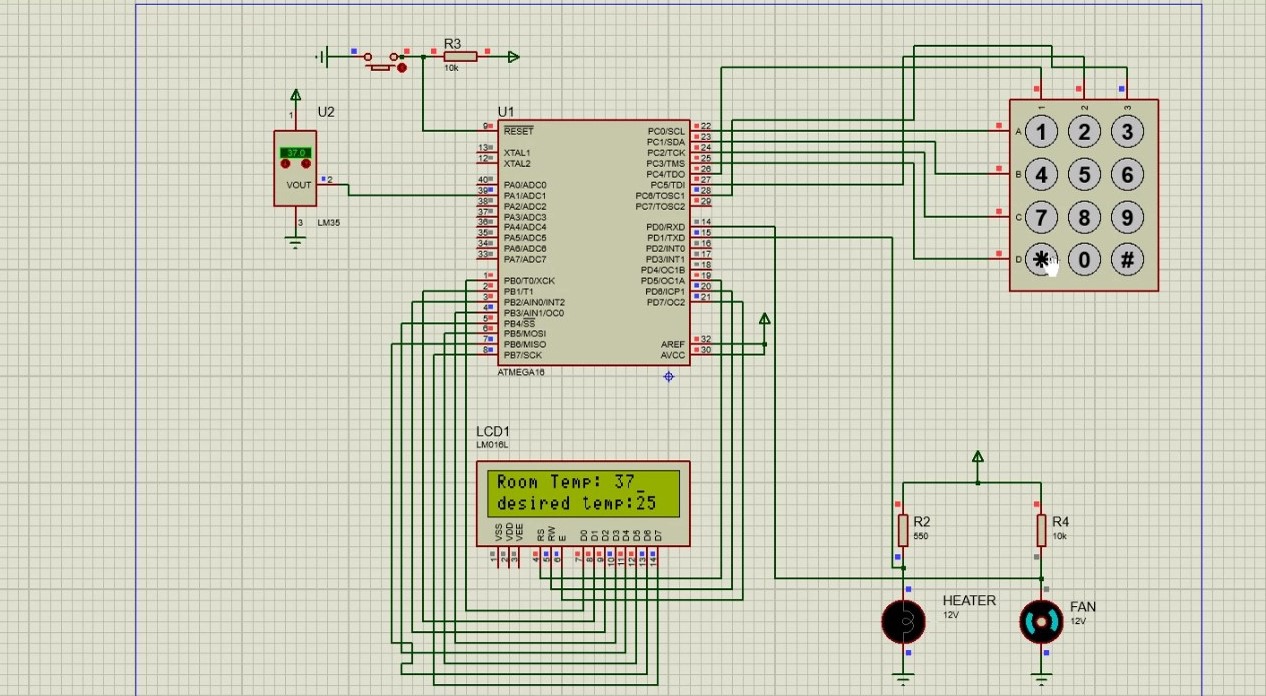 R3
10k
U2
1
37.0
VOUT
2
3
LM35
U1
9
RESET
13
XTAL1
12
XTAL2
40
PA0/ADC0
39
PA1/ADC1
38
PA2/ADC2
37
PA3/ADC3
36
PA4/ADC4
35
PA5/ADC5
34
PA6/ADC6
33
PA7/ADC7
1
PB0/T0/XCK
2
PB1/T1
3
PB2/AIN0/INT2
4
PB3/AIN1/OC0
5
PB4/SS
6
PB5/MOSI
7
PB6/MISO
8
PB7/SCK
PC0/SCL
22
PC1/SDA
23
PC2/TCK
24
PC3/TMS
25
PC4/TDO
26
PC5/TDI
27
PC6/TOSC1
28
PC7/TOSC2
29
PD0/RXD
14
PD1/TXD
15
PD2/INT0
16
PD3/INT1
17
PD4/OC1B
18
PD5/OC1A
19
PD6/ICP1
20
PD7/OC2
21
AREF
32
AVCC
30
ATMEGA16
1 2 3
A 1 2 3
B 4 5 6
C 7 8 9
D * 0 #
LCD1
LM016L
Room Temp: 37
desired temp:25
VSS VDD VEE RS RW E D0 D1 D2 D3 D4 D5 D6 D7
1 2 3 4 5 6 7 8 9 10 11 12 13 14
R2
550
R4
10k
HEATER
12V
FAN
12V